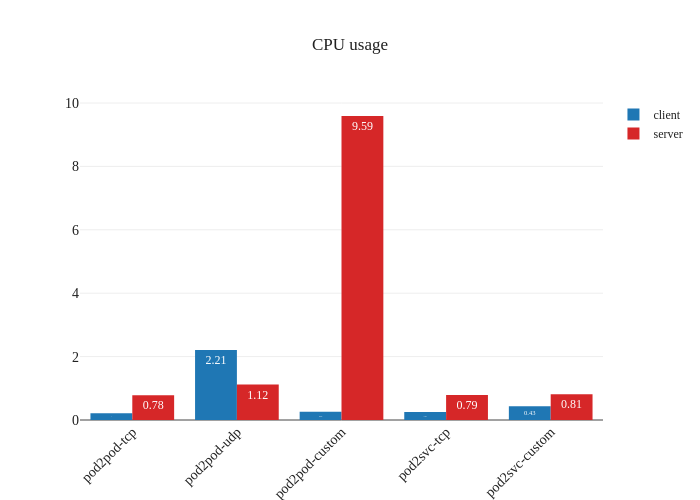 CPU usage
10
8
6
4
2
0
client
server
0.78
2.21
1.12
9.59
0.79
0.43
0.81
pod2pod-tcp
pod2pod-udp
pod2pod-custom
pod2svc-tcp
pod2svc-custom